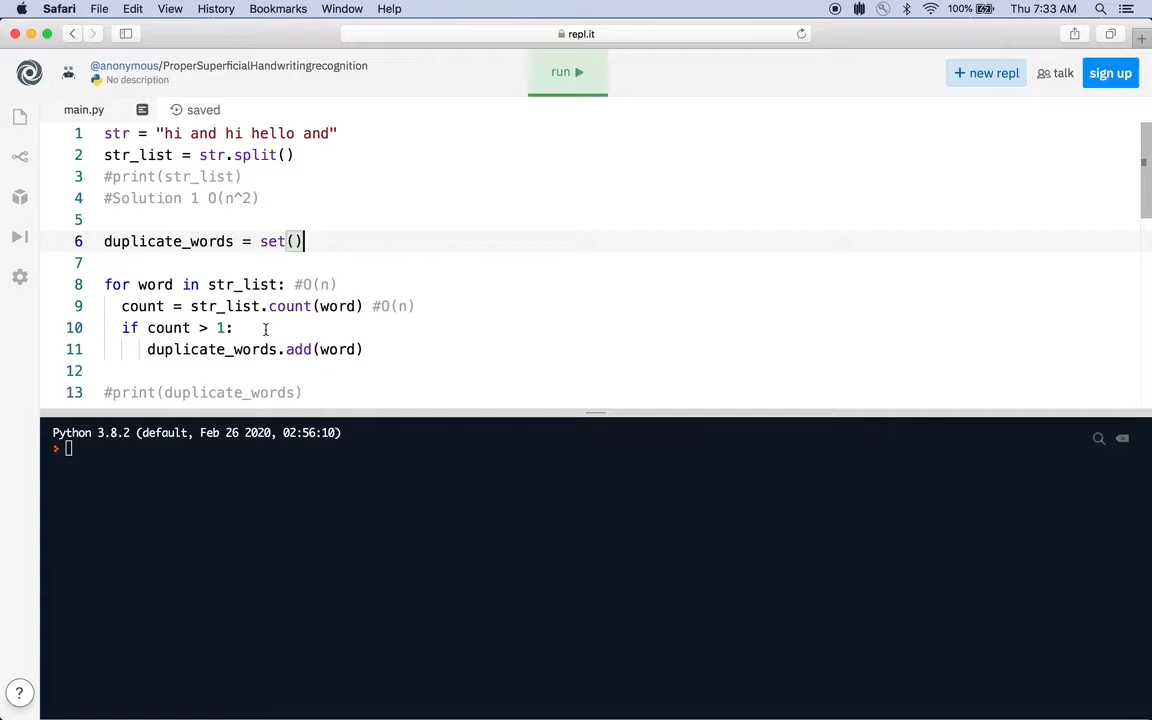 Safari File Edit View History Bookmarks Window Help 100% Thu 7:33 AM
repl.it
@anonymous/ProperSuperficialHandwritingrecognition
No description
run
+ new repl
talk
sign up
main.py
saved
1 str = "hi and hi hello and"
2 str_list = str.split()
3 #print(str_list)
4 #Solution 1 O(n^2)
5
6 duplicate_words = set()
7
8 for word in str_list: #O(n)
9 count = str_list.count(word) #O(n)
10 if count > 1:
11 duplicate_words.add(word)
12
13 #print(duplicate_words)
Python 3.8.2 (default, Feb 26 2020, 02:56:10)
>
?